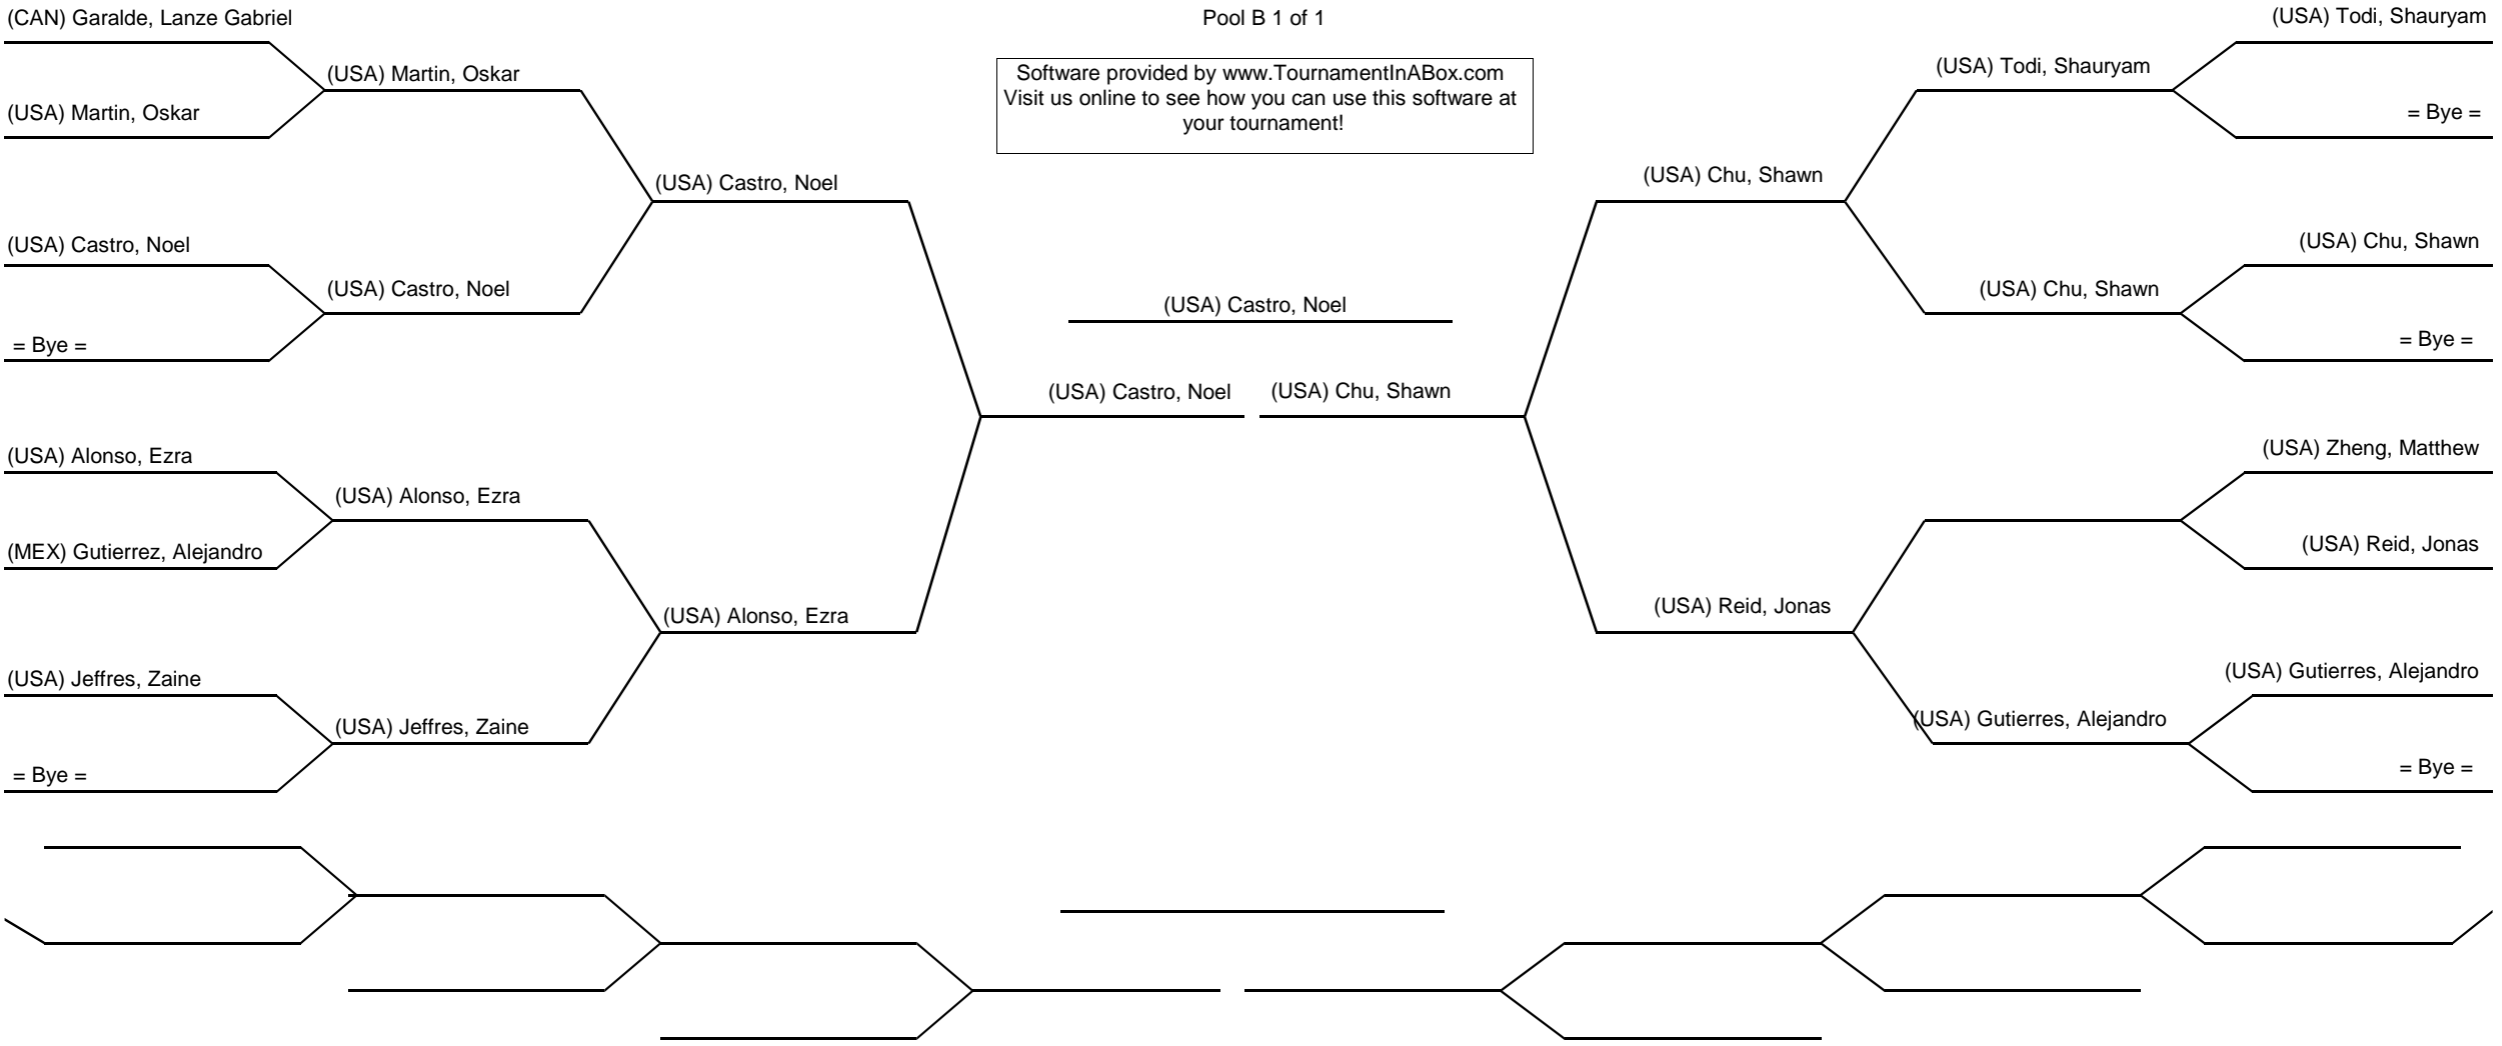 Pool B 1 of 1
Software provided by www.TournamentInABox.com
Visit us online to see how you can use this software at
your tournament!
(CAN) Garalde, Lanze Gabriel
(USA) Martin, Oskar
(USA) Castro, Noel
= Bye =
(USA) Alonso, Ezra
(MEX) Gutierrez, Alejandro
(USA) Jeffres, Zaine
= Bye =
(USA) Martin, Oskar
(USA) Castro, Noel
(USA) Alonso, Ezra
(USA) Jeffres, Zaine
(USA) Castro, Noel
(USA) Alonso, Ezra
(USA) Castro, Noel
(USA) Castro, Noel
(USA) Chu, Shawn
(USA) Chu, Shawn
(USA) Reid, Jonas
(USA) Todi, Shauryam
(USA) Chu, Shawn
(USA) Gutierres, Alejandro
(USA) Todi, Shauryam
= Bye =
(USA) Chu, Shawn
= Bye =
(USA) Zheng, Matthew
(USA) Reid, Jonas
(USA) Gutierres, Alejandro
= Bye =